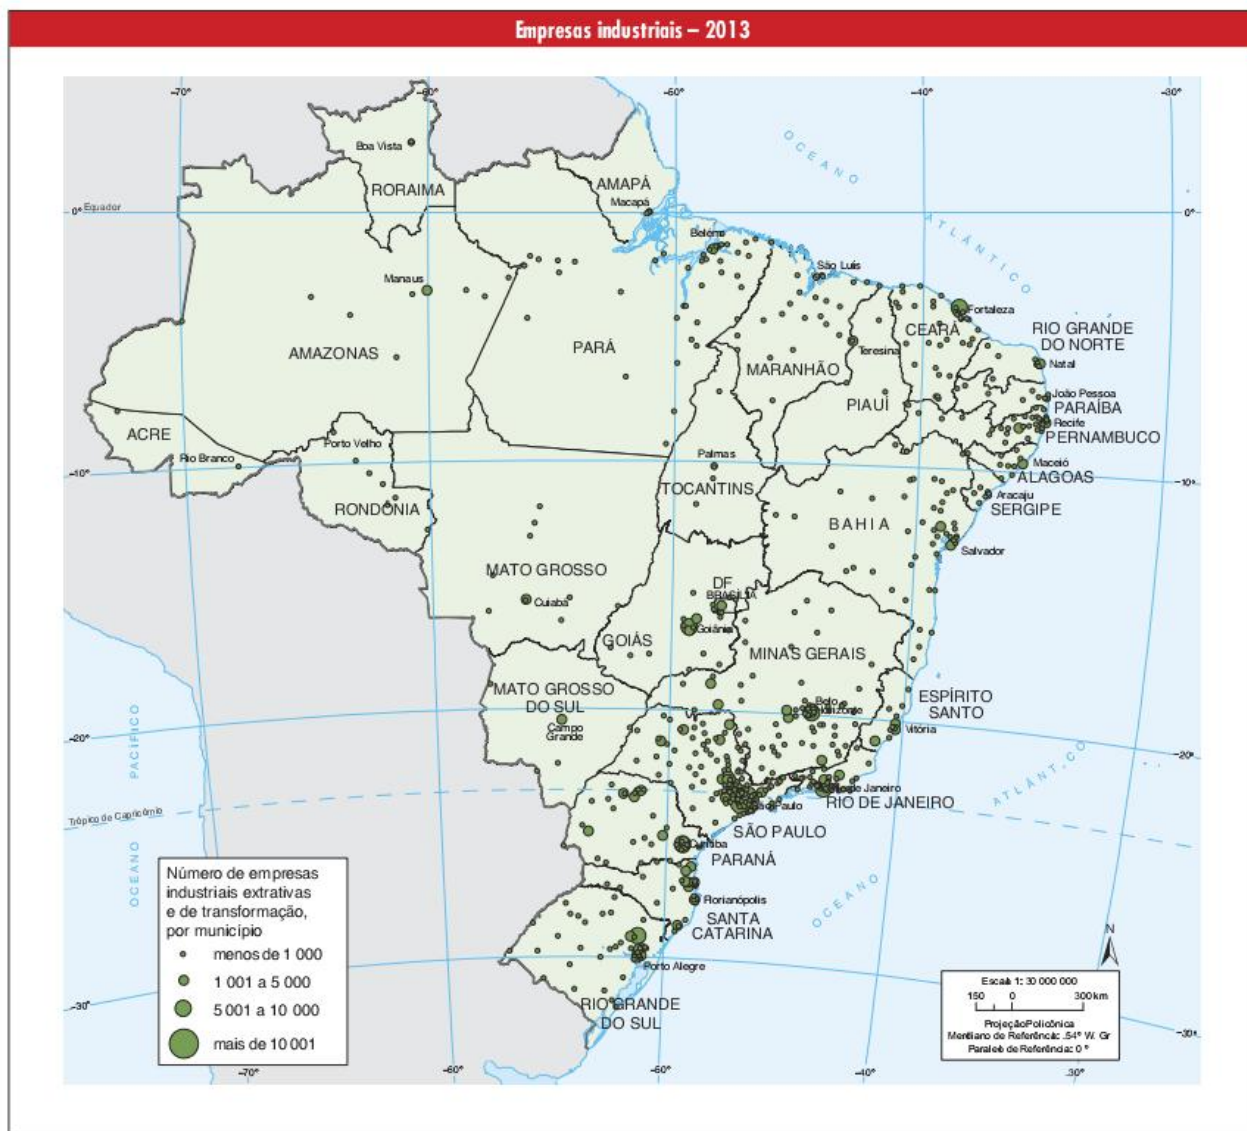 Empresas industriais – 2013
-70°
-60°
-50°
-40°
-30°
OCEANO
ATLÂNTICO
Boa Vista
RORAIMA
AMAPÁ
Macapá
0°
Equador
0°
Belém
São Luís
Manaus
Fortaleza
CEARÁ
RIO GRANDE
DO NORTE
AMAZONAS
PARÁ
Teresina
Natal
MARANHÃO
João Pessoa
PARAÍBA
PIAUÍ
Recife
PERNAMBUCO
ACRE
Porto Velho
Rio Branco
Palmas
Maceió
ALAGOAS
-10°
-10°
TOCANTINS
Aracaju
SERGIPE
RONDÔNIA
BAHIA
Salvador
MATO GROSSO
DF
BRASÍLIA
Cuiabá
Goiânia
GOIÁS
MINAS GERAIS
MATO GROSSO
DO SUL
ESPÍRITO
SANTO
Belo
Horizonte
Campo
Grande
Vitória
-20°
-20°
OCEANO PACÍFICO
OCEANO
ATLÂNTICO
Trópico de Capricórnio
Rio de Janeiro
RIO DE JANEIRO
São Paulo
SÃO PAULO
Curitiba
PARANÁ
Florianópolis
SANTA
CATARINA
Porto Alegre
RIO GRANDE
DO SUL
-30°
-30°
Número de empresas
industriais extrativas
e de transformação,
por município
menos de 1 000
1 001 a 5 000
5 001 a 10 000
mais de 10 001
N
Escala 1: 30 000 000
150 0 300 km
Projeção Policônica
Meridiano de Referência: -54° W. Gr
Paralelo de Referência: 0°
-70°
-60°
-50°
-40°
-30°